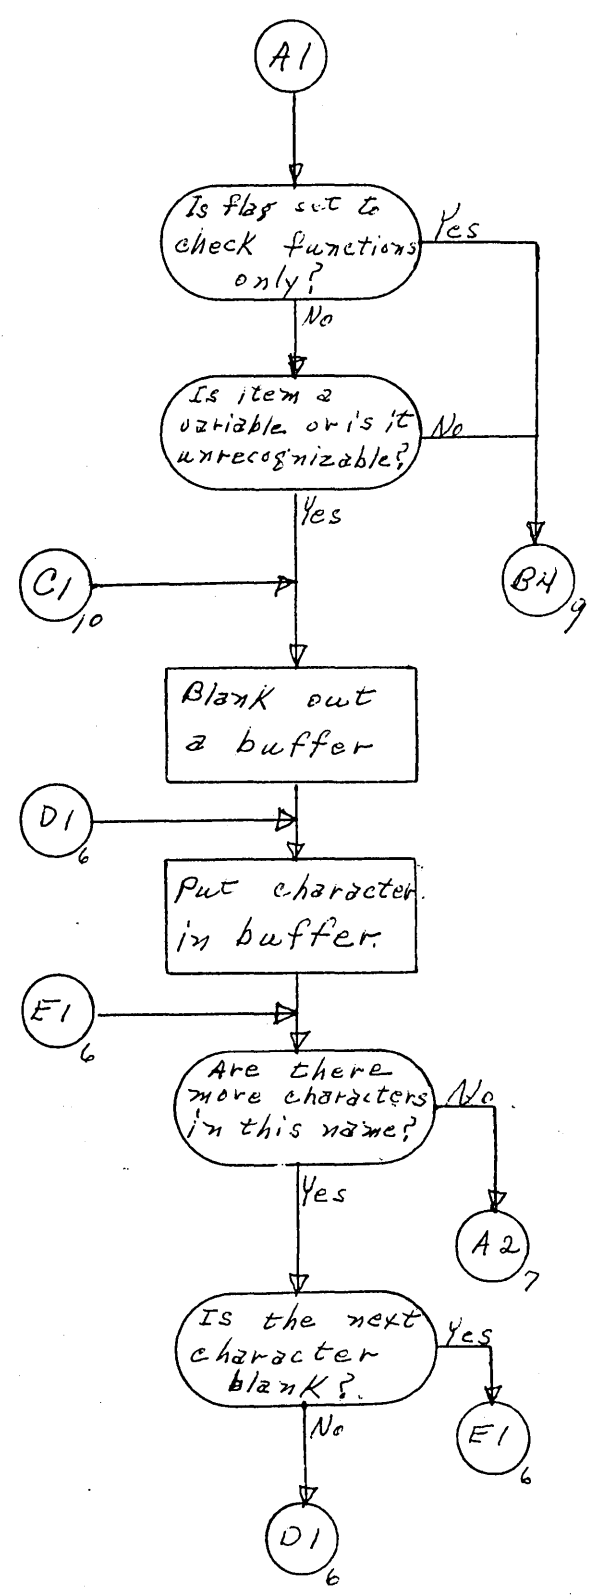 A1
Is flag set to
check functions
only?
Yes
No
Is item a
variable or is it
unrecognizable?
No
Yes
C1
10
B4
9
Blank out
a buffer
D1
6
Put character
in buffer.
E1
6
Are there
more characters
in this name?
No
Yes
A2
7
Is the next
character
blank?
Yes
E1
6
No
D1
6